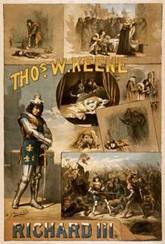 THOS. W. KEENE
RICHARD III.